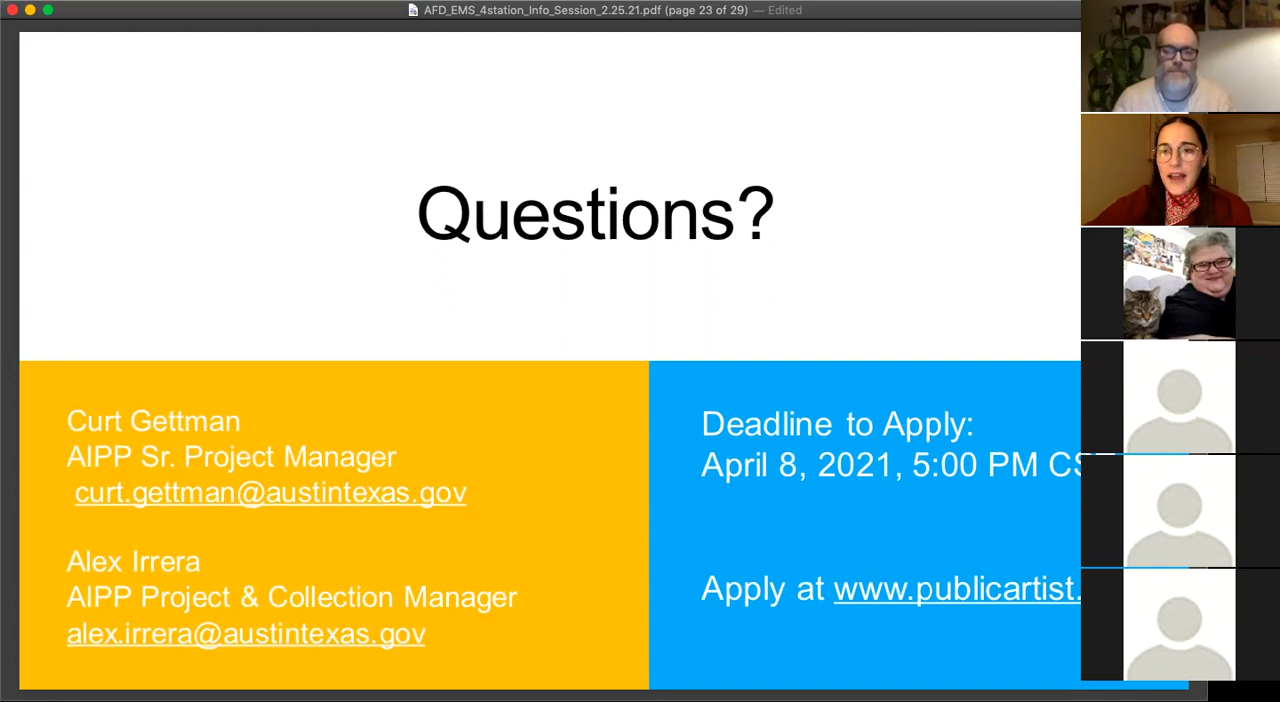 AFD_EMS_4station_Info_Session_2.25.21.pdf (page 23 of 29) — Edited
Questions?
Curt Gettman
AIPP Sr. Project Manager
curt.gettman@austintexas.gov
Alex Irrera
AIPP Project & Collection Manager
alex.irrera@austintexas.gov
Deadline to Apply:
April 8, 2021, 5:00 PM
Apply at www.publicartist.